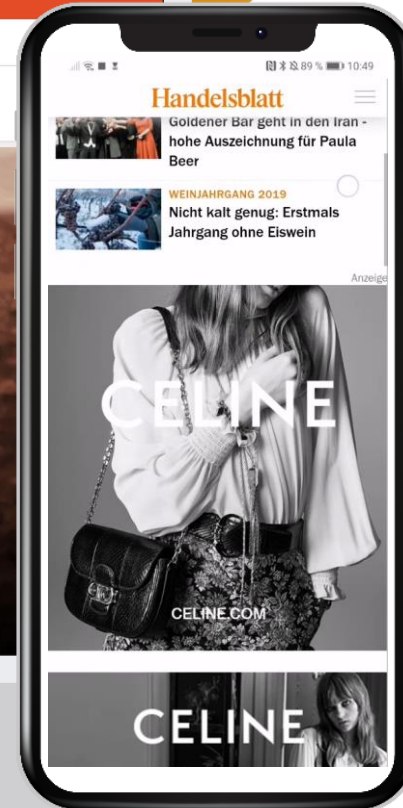 89 % 10:49
Handelsblatt
Goldener Bär geht in den Iran -
hohe Auszeichnung für Paula
Beer
WEINJAHRGANG 2019
Nicht kalt genug: Erstmals
Jahrgang ohne Eiswein
Anzeige
CELINE
CELINE.COM
CELINE